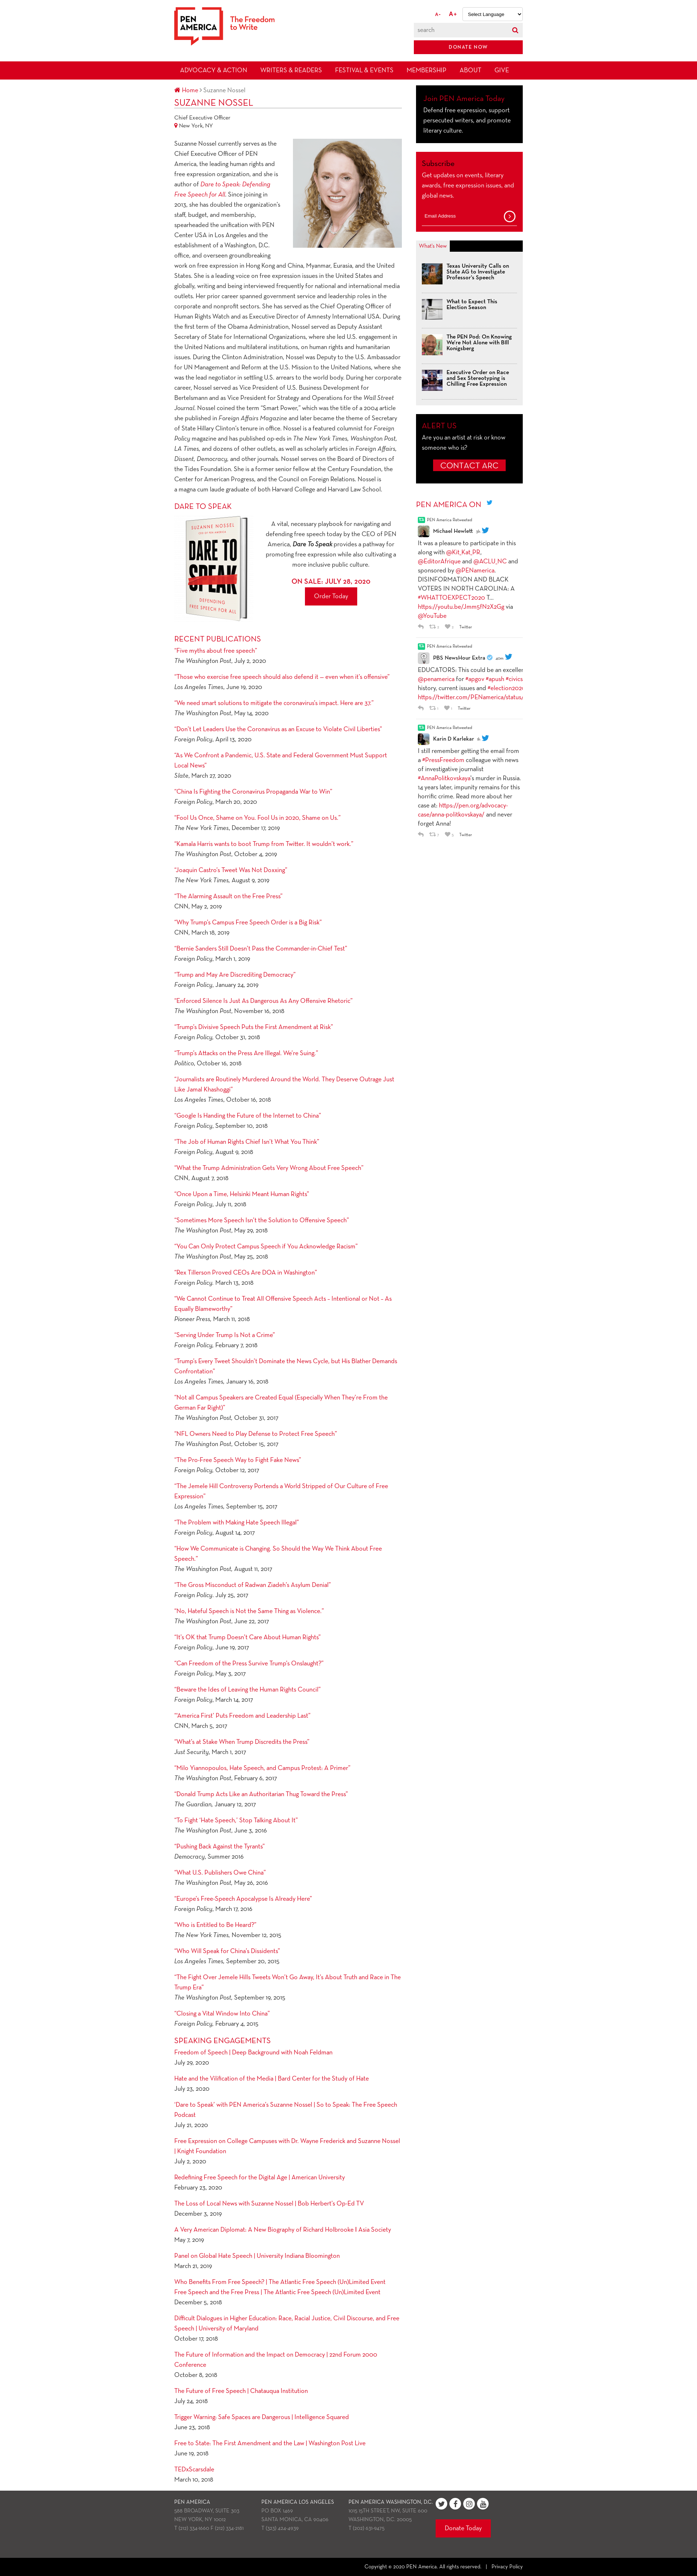 PEN
AMERICA
The Freedom
to Write
A- A+ Select Language
search
DONATE NOW
ADVOCACY & ACTION WRITERS & READERS FESTIVAL & EVENTS MEMBERSHIP ABOUT GIVE
Home › Suzanne Nossel
SUZANNE NOSSEL
Chief Executive Officer
New York, NY
Suzanne Nossel currently serves as the
Chief Executive Officer of PEN
America, the leading human rights and
free expression organization, and she is
author of Dare to Speak: Defending
Free Speech for All. Since joining in
2013, she has doubled the organization's
staff, budget, and membership,
spearheaded the unification with PEN
Center USA in Los Angeles and the
establishment of a Washington, D.C.
office, and overseen groundbreaking
work on free expression in Hong Kong and China, Myanmar, Eurasia, and the United
States. She is a leading voice on free expression issues in the United States and
globally, writing and being interviewed frequently for national and international media
outlets. Her prior career spanned government service and leadership roles in the
corporate and nonprofit sectors. She has served as the Chief Operating Officer of
Human Rights Watch and as Executive Director of Amnesty International USA. During
the first term of the Obama Administration, Nossel served as Deputy Assistant
Secretary of State for International Organizations, where she led U.S. engagement in
the United Nations and multilateral institutions, on human rights and humanitarian
issues. During the Clinton Administration, Nossel was Deputy to the U.S. Ambassador
for UN Management and Reform at the U.S. Mission to the United Nations, where she
was the lead negotiator in settling U.S. arrears to the world body. During her corporate
career, Nossel served as Vice President of U.S. Business Development for
Bertelsmann and as Vice President for Strategy and Operations for the Wall Street
Journal. Nossel coined the term "Smart Power," which was the title of a 2004 article
she published in Foreign Affairs Magazine and later became the theme of Secretary
of State Hillary Clinton's tenure in office. Nossel is a featured columnist for Foreign
Policy magazine and has published op-eds in The New York Times, Washington Post,
LA Times, and dozens of other outlets, as well as scholarly articles in Foreign Affairs,
Dissent, Democracy, and other journals. Nossel serves on the Board of Directors of
the Tides Foundation. She is a former senior fellow at the Century Foundation, the
Center for American Progress, and the Council on Foreign Relations. Nossel is
a magna cum laude graduate of both Harvard College and Harvard Law School.
DARE TO SPEAK
SUZANNE NOSSEL
DARE TO
SPEAK
DEFENDING
FREE SPEECH
FOR ALL
A vital, necessary playbook for navigating and
defending free speech today by the CEO of PEN
America, Dare To Speak provides a pathway for
promoting free expression while also cultivating a
more inclusive public culture.
ON SALE: JULY 28, 2020
Order Today
RECENT PUBLICATIONS
"Five myths about free speech"
The Washington Post, July 2, 2020
"Those who exercise free speech should also defend it — even when it's offensive"
Los Angeles Times, June 19, 2020
"We need smart solutions to mitigate the coronavirus's impact. Here are 37."
The Washington Post, May 14, 2020
"Don't Let Leaders Use the Coronavirus as an Excuse to Violate Civil Liberties"
Foreign Policy, April 13, 2020
"As We Confront a Pandemic, U.S. State and Federal Government Must Support
Local News"
Slate, March 27, 2020
"China Is Fighting the Coronavirus Propaganda War to Win"
Foreign Policy, March 20, 2020
"Fool Us Once, Shame on You. Fool Us in 2020, Shame on Us."
The New York Times, December 17, 2019
"Kamala Harris wants to boot Trump from Twitter. It wouldn't work."
The Washington Post, October 4, 2019
"Joaquin Castro's Tweet Was Not Doxxing"
The New York Times, August 9, 2019
"The Alarming Assault on the Free Press"
CNN, May 2, 2019
"Why Trump's Campus Free Speech Order is a Big Risk"
CNN, March 18, 2019
"Bernie Sanders Still Doesn't Pass the Commander-in-Chief Test"
Foreign Policy, March 1, 2019
"Trump and May Are Discrediting Democracy"
Foreign Policy, January 24, 2019
"Enforced Silence Is Just As Dangerous As Any Offensive Rhetoric"
The Washington Post, November 16, 2018
"Trump's Divisive Speech Puts the First Amendment at Risk"
Foreign Policy, October 31, 2018
"Trump's Attacks on the Press Are Illegal. We're Suing."
Politico, October 16, 2018
"Journalists are Routinely Murdered Around the World. They Deserve Outrage Just
Like Jamal Khashoggi"
Los Angeles Times, October 16, 2018
"Google Is Handing the Future of the Internet to China"
Foreign Policy, September 10, 2018
"The Job of Human Rights Chief Isn't What You Think"
Foreign Policy, August 9, 2018
"What the Trump Administration Gets Very Wrong About Free Speech"
CNN, August 7, 2018
"Once Upon a Time, Helsinki Meant Human Rights"
Foreign Policy, July 11, 2018
"Sometimes More Speech Isn't the Solution to Offensive Speech"
The Washington Post, May 29, 2018
"You Can Only Protect Campus Speech if You Acknowledge Racism"
The Washington Post, May 25, 2018
"Rex Tillerson Proved CEOs Are DOA in Washington"
Foreign Policy, March 13, 2018
"We Cannot Continue to Treat All Offensive Speech Acts – Intentional or Not – As
Equally Blameworthy"
Pioneer Press, March 11, 2018
"Serving Under Trump Is Not a Crime"
Foreign Policy, February 7, 2018
"Trump's Every Tweet Shouldn't Dominate the News Cycle, but His Blather Demands
Confrontation"
Los Angeles Times, January 16, 2018
"Not all Campus Speakers are Created Equal (Especially When They're From the
German Far Right)"
The Washington Post, October 31, 2017
"NFL Owners Need to Play Defense to Protect Free Speech"
The Washington Post, October 15, 2017
"The Pro-Free Speech Way to Fight Fake News"
Foreign Policy, October 12, 2017
"The Jemele Hill Controversy Portends a World Stripped of Our Culture of Free
Expression"
Los Angeles Times, September 15, 2017
"The Problem with Making Hate Speech Illegal"
Foreign Policy, August 14, 2017
"How We Communicate is Changing. So Should the Way We Think About Free
Speech."
The Washington Post, August 11, 2017
"The Gross Misconduct of Radwan Ziadeh's Asylum Denial"
Foreign Policy, July 25, 2017
"No, Hateful Speech is Not the Same Thing as Violence."
The Washington Post, June 22, 2017
"It's OK that Trump Doesn't Care About Human Rights"
Foreign Policy, June 19, 2017
"Can Freedom of the Press Survive Trump's Onslaught?"
Foreign Policy, May 3, 2017
"Beware the Ides of Leaving the Human Rights Council"
Foreign Policy, March 14, 2017
"'America First' Puts Freedom and Leadership Last"
CNN, March 5, 2017
"What's at Stake When Trump Discredits the Press"
Just Security, March 1, 2017
"Milo Yiannopoulos, Hate Speech, and Campus Protest: A Primer"
The Washington Post, February 6, 2017
"Donald Trump Acts Like an Authoritarian Thug Toward the Press"
The Guardian, January 12, 2017
"To Fight 'Hate Speech,' Stop Talking About It"
The Washington Post, June 3, 2016
"Pushing Back Against the Tyrants"
Democracy, Summer 2016
"What U.S. Publishers Owe China"
The Washington Post, May 26, 2016
"Europe's Free-Speech Apocalypse Is Already Here"
Foreign Policy, March 17, 2016
"Who is Entitled to Be Heard?"
The New York Times, November 12, 2015
"Who Will Speak for China's Dissidents"
Los Angeles Times, September 20, 2015
"The Fight Over Jemele Hills Tweets Won't Go Away, It's About Truth and Race in The
Trump Era"
The Washington Post, September 19, 2015
"Closing a Vital Window Into China"
Foreign Policy, February 4, 2015
SPEAKING ENGAGEMENTS
Freedom of Speech | Deep Background with Noah Feldman
July 29, 2020
Hate and the Vilification of the Media | Bard Center for the Study of Hate
July 23, 2020
'Dare to Speak' with PEN America's Suzanne Nossel | So to Speak: The Free Speech
Podcast
July 21, 2020
Free Expression on College Campuses with Dr. Wayne Frederick and Suzanne Nossel
| Knight Foundation
July 2, 2020
Redefining Free Speech for the Digital Age | American University
February 23, 2020
The Loss of Local News with Suzanne Nossel | Bob Herbert's Op-Ed TV
December 3, 2019
A Very American Diplomat: A New Biography of Richard Holbrooke I Asia Society
May 7, 2019
Panel on Global Hate Speech | University Indiana Bloomington
March 21, 2019
Who Benefits From Free Speech? | The Atlantic Free Speech (Un)Limited Event
Free Speech and the Free Press | The Atlantic Free Speech (Un)Limited Event
December 5, 2018
Difficult Dialogues in Higher Education: Race, Racial Justice, Civil Discourse, and Free
Speech | University of Maryland
October 17, 2018
The Future of Information and the Impact on Democracy | 22nd Forum 2000
Conference
October 8, 2018
The Future of Free Speech | Chatauqua Institution
July 24, 2018
Trigger Warning: Safe Spaces are Dangerous | Intelligence Squared
June 23, 2018
Free to State: The First Amendment and the Law | Washington Post Live
June 19, 2018
TEDxScarsdale
March 10, 2018
Join PEN America Today
Defend free expression, support
persecuted writers, and promote
literary culture.
Subscribe
Get updates on events, literary
awards, free expression issues, and
global news.
Email Address
What's New
Texas University Calls on
State AG to Investigate
Professor's Speech
What to Expect This
Election Season
The PEN Pod: On Knowing
We're Not Alone with Bill
Konigsberg
Executive Order on Race
and Sex Stereotyping is
Chilling Free Expression
ALERT US
Are you an artist at risk or know
someone who is?
CONTACT ARC
PEN AMERICA ON
PEN America Retweeted
Michael Hewlett
It was a pleasure to participate in this
along with @Kit_Kat_PR,
@EditorAfrique and @ACLU_NC and
sponsored by @PENamerica.
DISINFORMATION AND BLACK
VOTERS IN NORTH CAROLINA: A
#WHATTOEXPECT2020 T...
https://youtu.be/Jmm5fN2X2Gg via
@YouTube
Twitter
PEN America Retweeted
PBS NewsHour Extra
EDUCATORS: This could be an excellen
@penamerica for #apgov #apush #civics
history, current issues and #election2020
https://twitter.com/PENamerica/status/
Twitter
PEN America Retweeted
Karin D Karlekar
I still remember getting the email from
a #PressFreedom colleague with news
of investigative journalist
#AnnaPolitkovskaya's murder in Russia.
14 years later, impunity remains for this
horrific crime. Read more about her
case at: https://pen.org/advocacy-
case/anna-politkovskaya/ and never
forget Anna!
Twitter
PEN AMERICA
588 BROADWAY, SUITE 303
NEW YORK, NY 10012
T (212) 334-1660 F (212) 334-2181
PEN AMERICA LOS ANGELES
PO BOX
SANTA MONICA, CA
T (323) 424-4939
PEN AMERICA WASHINGTON, D.C.
1015 15TH STREET, NW, SUITE
WASHINGTON, DC. 20005
T (202)
Donate Today
Copyright © 2020 PEN America. All rights reserved. | Privacy Policy